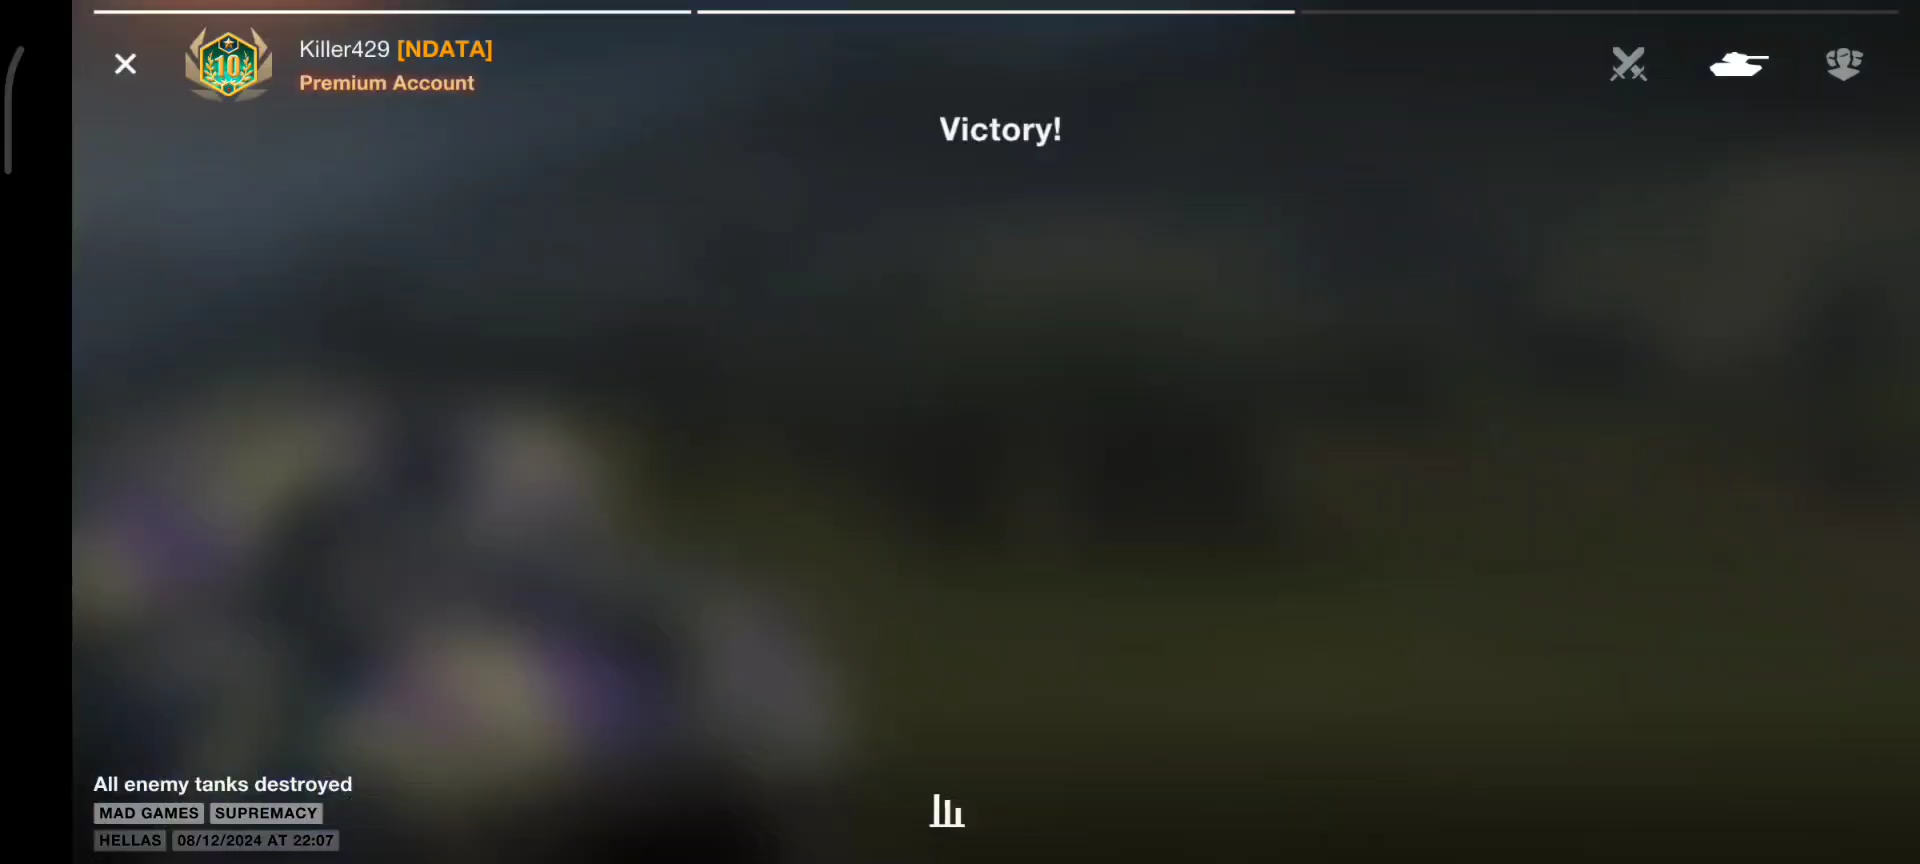 Killer429 [NDATA]
10
Premium Account
Victory!
All enemy tanks destroyed
MAD GAMES SUPREMACY
HELLAS 08/12/2024 AT 22:07